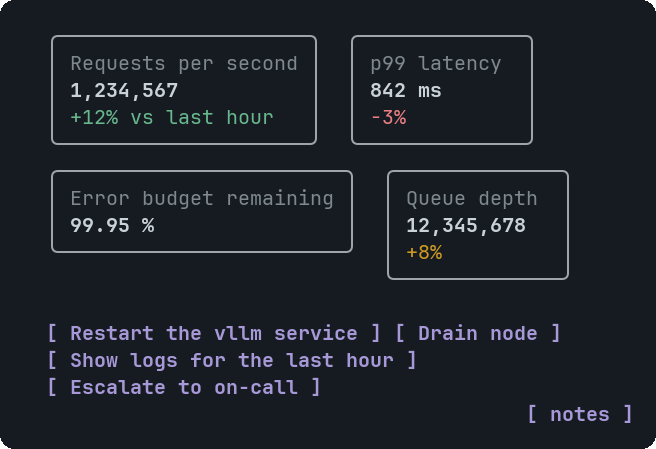 Requests per second
1,234,567
+12% vs last hour
p99 latency
842 ms
-3%
Error budget remaining
99.95 %
Queue depth
12,345,678
+8%
[ Restart the vllm service ] [ Drain node ]
[ Show logs for the last hour ]
[ Escalate to on-call ]
[ notes ]